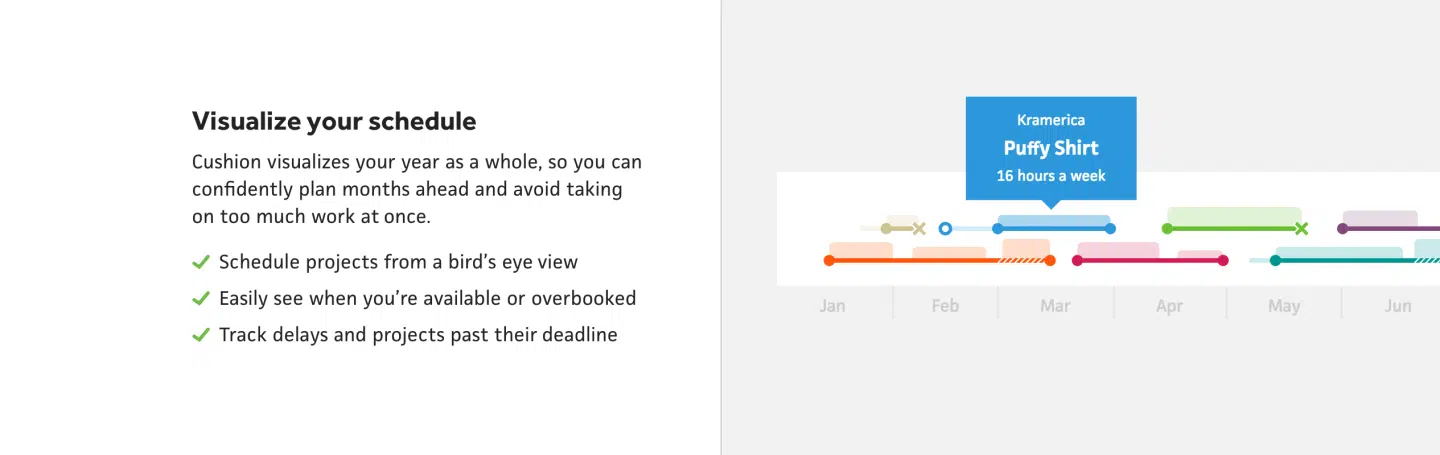 Visualize your schedule
Cushion visualizes your year as a whole, so you can
confidently plan months ahead and avoid taking
on too much work at once.
Schedule projects from a bird’s eye view
Easily see when you’re available or overbooked
Track delays and projects past their deadline
Kramerica
Puffy Shirt
16 hours a week
Jan Feb Mar Apr May Jun